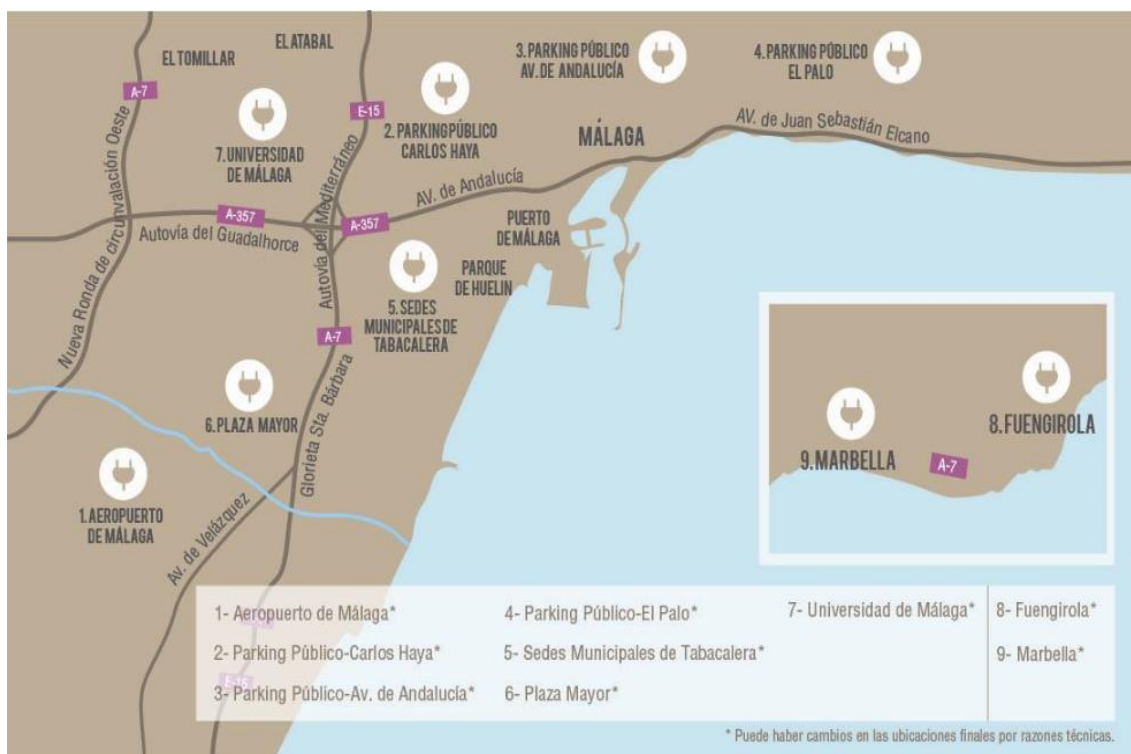 EL TOMILLAR
EL ATABAL
3. PARKING PÚBLICO
AV. DE ANDALUCÍA
4. PARKING PÚBLICO
EL PALO
A-7
E-15
2. PARKING PÚBLICO
CARLOS HAYA
7. UNIVERSIDAD
DE MÁLAGA
MÁLAGA
AV. de Juan Sebastián Elcano
Nueva Ronda de circunvalación Oeste
Autovía del Mediterráneo
AV. de Andalucía
A-357
A-357
Autovía del Guadalhorce
PUERTO
DE MÁLAGA
PARQUE
DE HUELIN
5. SEDES
MUNICIPALES DE
TABACALERA
A-7
6. PLAZA MAYOR
Glorieta Sta. Bárbara
8. FUENGIROLA
9. MARBELLA
A-7
1. AEROPUERTO
DE MÁLAGA
Av. de Velázquez
1- Aeropuerto de Málaga*
2- Parking Público-Carlos Haya*
E-15
3- Parking Público-Av. de Andalucía*
4- Parking Público-El Palo*
5- Sedes Municipales de Tabacalera*
6- Plaza Mayor*
7- Universidad de Málaga*
8- Fuengirola*
9- Marbella*
* Puede haber cambios en las ubicaciones finales por razones técnicas.